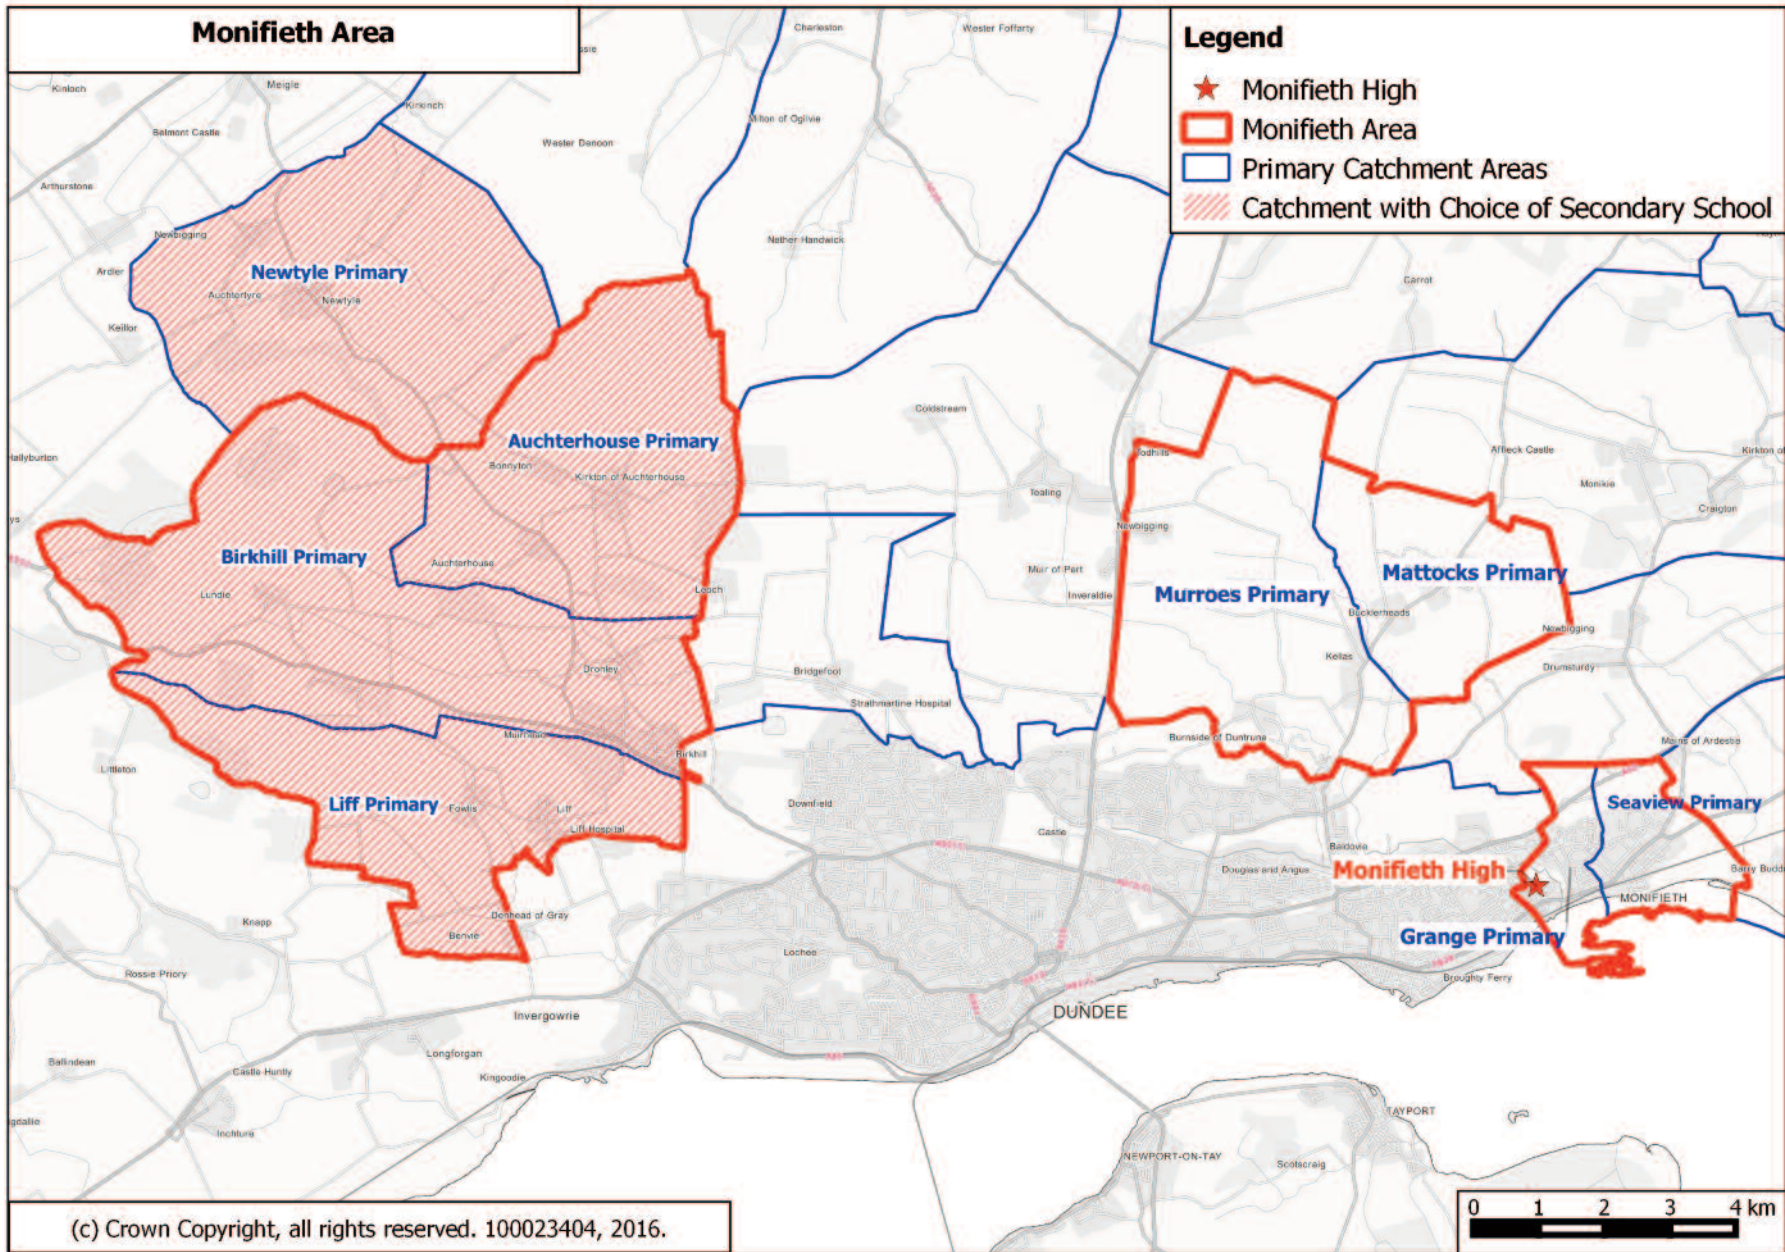 Monifieth Area
Legend
Monifieth High
Monifieth Area
Primary Catchment Areas
Catchment with Choice of Secondary School
Charleston
Wester Foffarty
Kinloch
Meigle
Kirkinch
Belmont Castle
Milton of Ogilvie
Wester Denoon
Arthurstone
Newbigging
Nether Handwick
Ardler
Newtyle Primary
Carrot
Auchtertyre
Newtyle
Keillor
Coldstream
Auchterhouse Primary
Hallyburton
Bonnyton
Kirkton of Auchterhouse
Todhills
Affleck Castle
Kirkton of
Monikie
Tealing
Craigton
Newbigging
Birkhill Primary
Auchterhouse
Muir of Pert
Mattocks Primary
Lundie
Leoch
Inveraldie
Murroes Primary
Bucklerheads
Newbigging
Kellas
Drumsturdy
Dronley
Bridgefoot
Strathmartine Hospital
Muirhead
Birkhill
Burnside of Duntrune
Mains of Ardestie
Littleton
Liff Primary
Fowlis
Liff
Downfield
Seaview Primary
Liff Hospital
Castle
Baldovie
Douglas and Angus
Monifieth High
Barry Budd
MONIFIETH
Knapp
Denhead of Gray
Benvie
Grange Primary
Lochee
Rossie Priory
Broughty Ferry
Invergowrie
DUNDEE
Longforgan
Ballindean
Castle Huntly
Kingoodie
Inchture
TAYPORT
NEWPORT-ON-TAY
Scotscraig
(c) Crown Copyright, all rights reserved. 100023404, 2016.
0 1 2 3 4 km